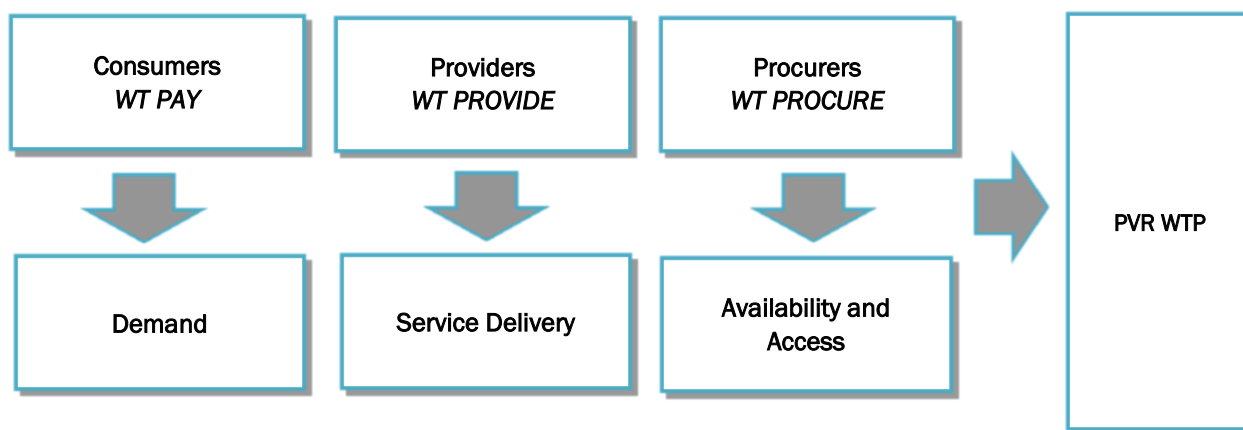 Consumers
WT PAY
Providers
WT PROVIDE
Procurers
WT PROCURE
PVR WTP
Demand
Service Delivery
Availability and
Access